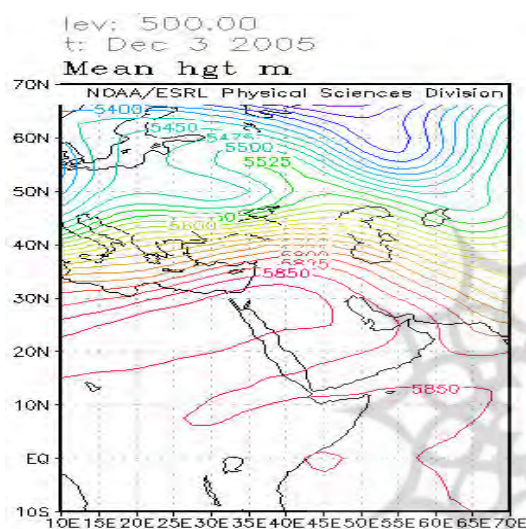 lev: 500.00
t: Dec 3 2005
Mean hgt m
70N
NOAA/ESRL Physical Sciences Division
5400
5450
5475
60N
5500
5525
50N
5600
40N
5850
30N
20N
5850
10N
EQ
10S
10E 15E 20E 25E 30E 35E 40E 45E 50E 55E 60E 65E 70E